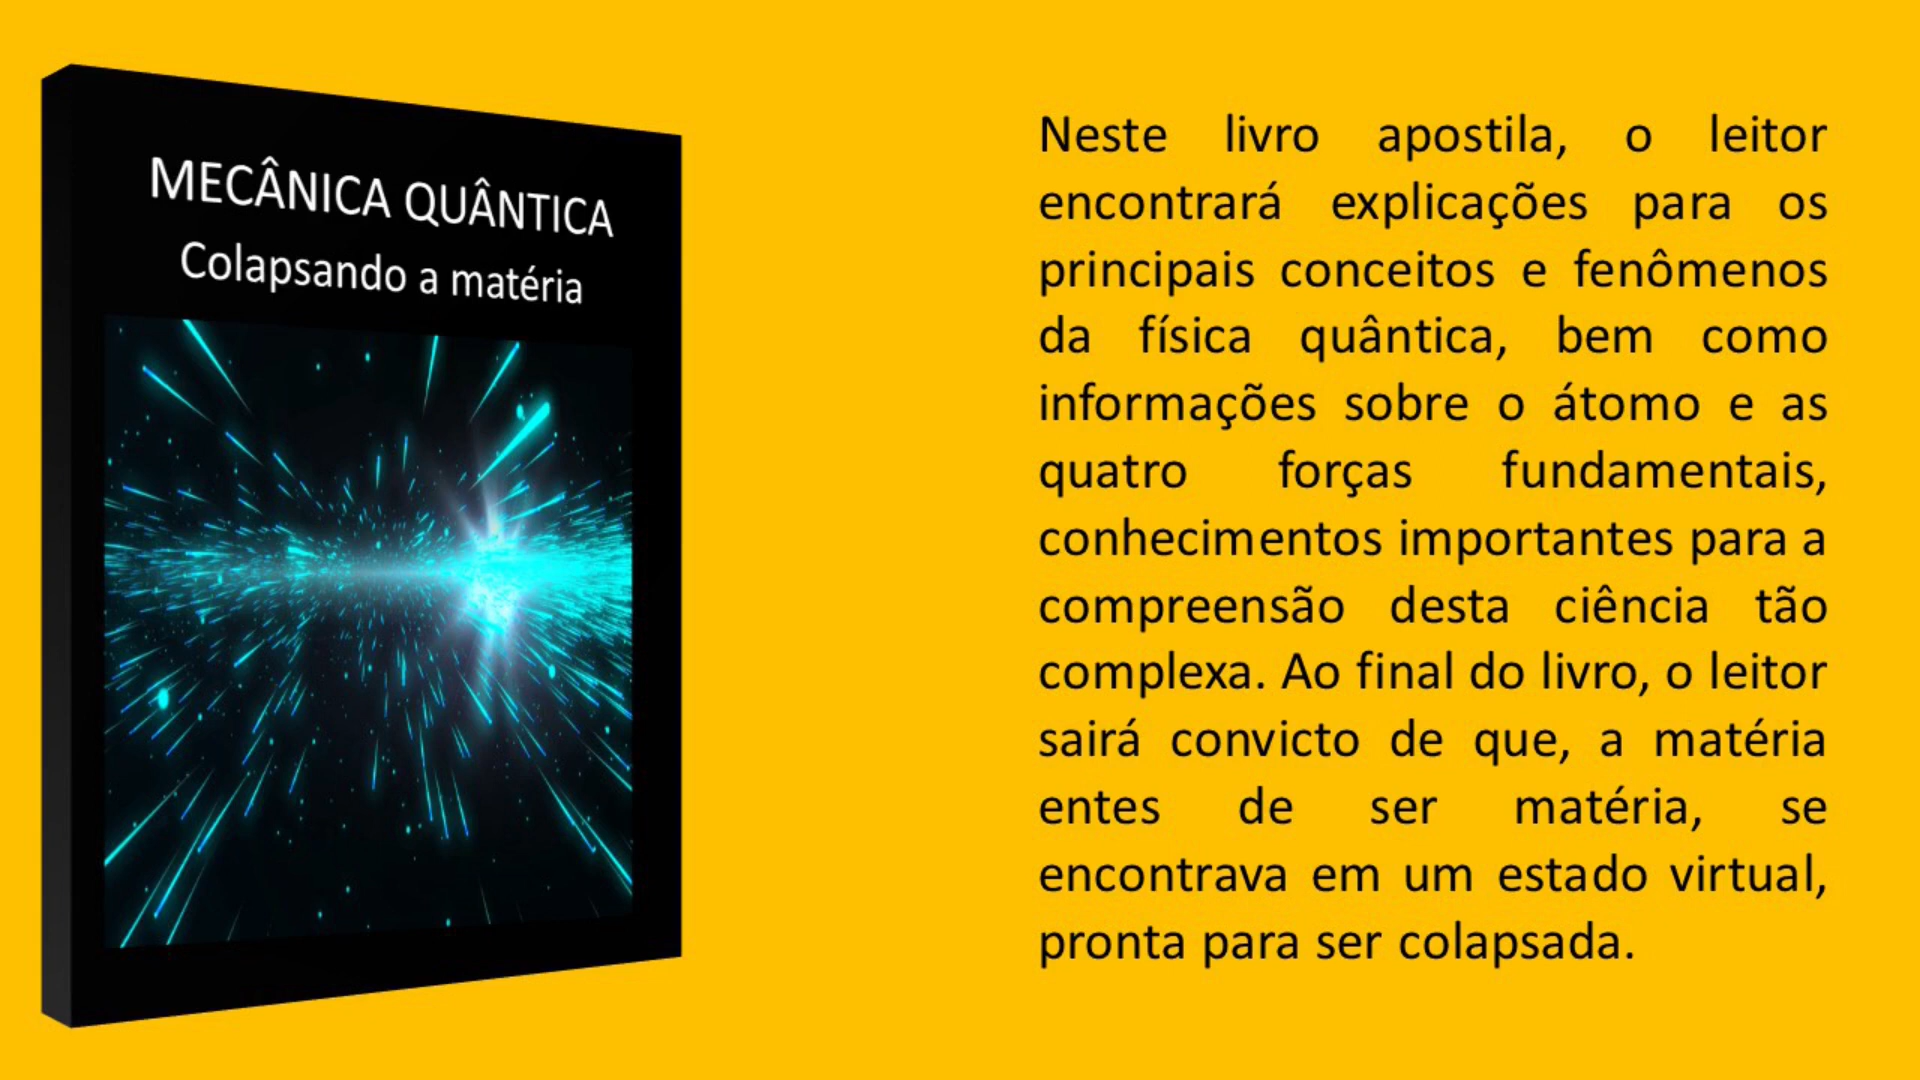 MECÂNICA QUÂNTICA
Colapsando a matéria
Neste livro apostila, o leitor
encontrará explicações para os
principais conceitos e fenômenos
da física quântica, bem como
informações sobre o átomo e as
quatro forças fundamentais,
conhecimentos importantes para a
compreensão desta ciência tão
complexa. Ao final do livro, o leitor
sairá convicto de que, a matéria
entes de ser matéria, se
encontrava em um estado virtual,
pronta para ser colapsada.